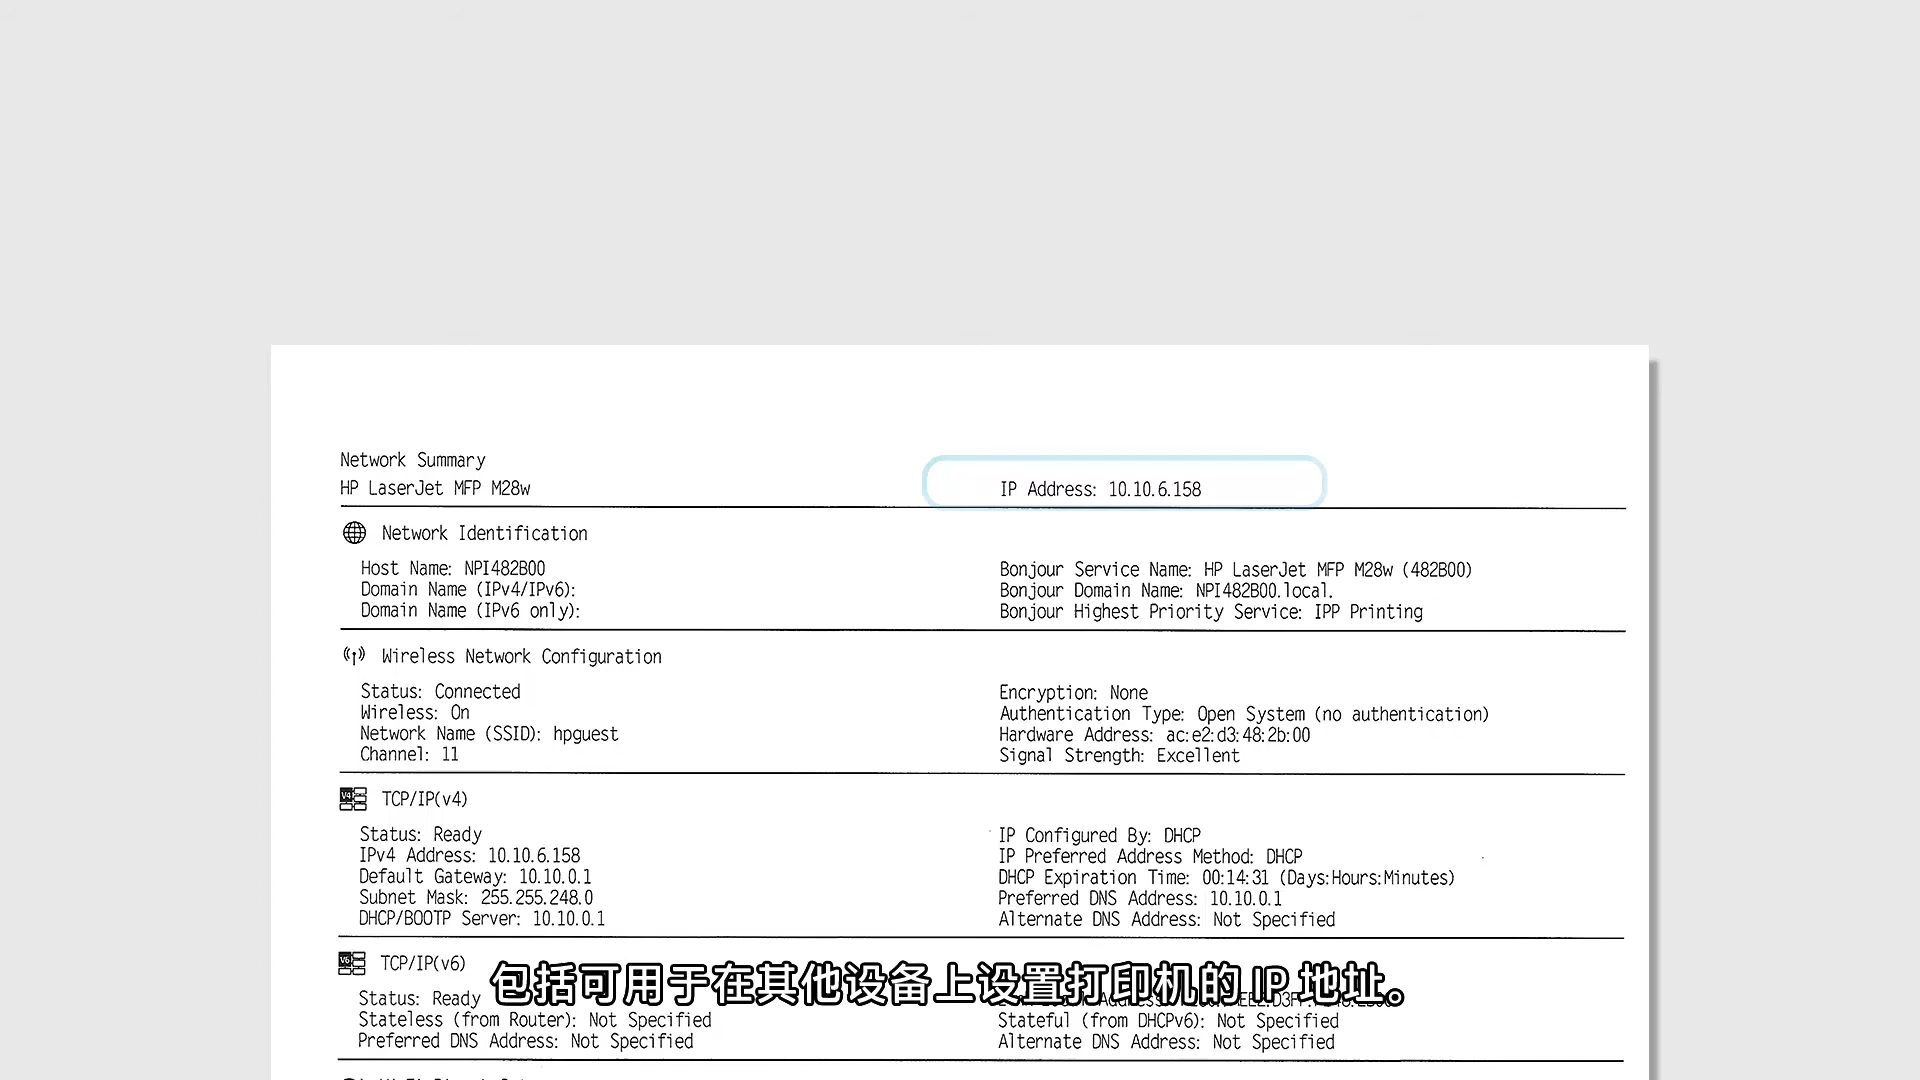 Network Summary
HP LaserJet MFP M28w
IP Address: 10.10.6.158
Network Identification
Host Name: NPI482B00
Domain Name (IPv4/IPv6):
Domain Name (IPv6 only):
Bonjour Service Name: HP LaserJet MFP M28w (482B00)
Bonjour Domain Name: NPI482B00.local.
Bonjour Highest Priority Service: IPP Printing
Wireless Network Configuration
Status: Connected
Wireless: On
Network Name (SSID): hpguest
Channel: 11
Encryption: None
Authentication Type: Open System (no authentication)
Hardware Address: ac:e2:d3:48:2b:00
Signal Strength: Excellent
TCP/IP(v4)
Status: Ready
IPv4 Address: 10.10.6.158
Default Gateway: 10.10.0.1
Subnet Mask: 255.255.248.0
DHCP/BOOTP Server: 10.10.0.1
IP Configured By: DHCP
IP Preferred Address Method: DHCP
DHCP Expiration Time: 00:14:31 (Days:Hours:Minutes)
Preferred DNS Address: 10.10.0.1
Alternate DNS Address: Not Specified
TCP/IP(v6)
Status: Ready
Stateless (from Router): Not Specified
Preferred DNS Address: Not Specified
Stateful (from DHCPv6): Not Specified
Alternate DNS Address: Not Specified
包括可用于在其他设备上设置打印机的 IP 地址。